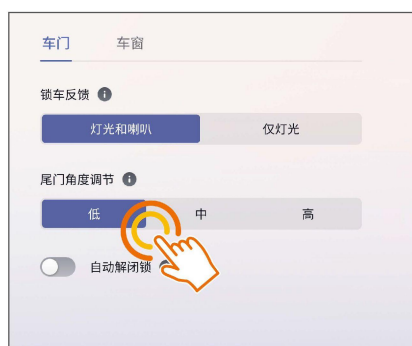 车门 车窗
锁车反馈
灯光和喇叭 仅灯光
尾门角度调节
低 中 高
自动解闭锁